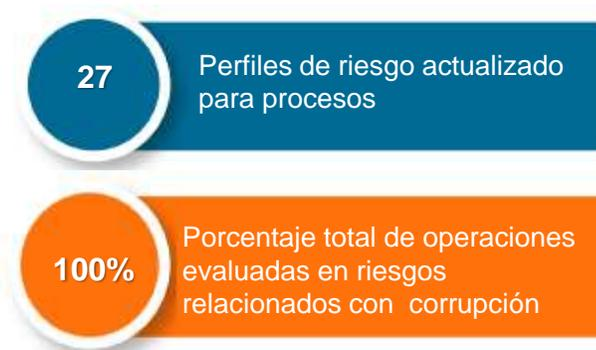 27
Perfiles de riesgo actualizado
para procesos
100%
Porcentaje total de operaciones
evaluadas en riesgos
relacionados con corrupción